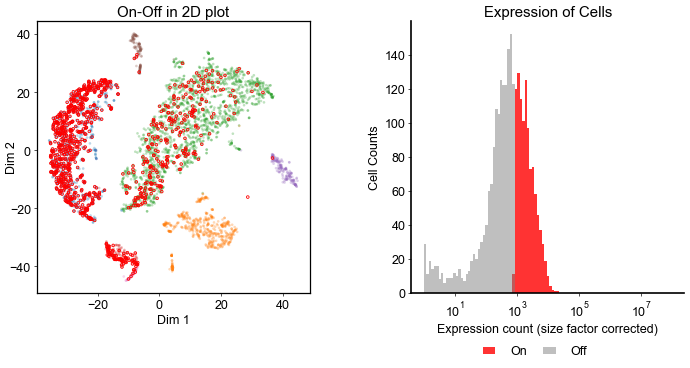 On-Off in 2D plot
40
20
0
−20
−40
Dim 2
−20 0 20 40
Dim 1
Expression of Cells
140
120
100
80
60
40
20
0
Cell Counts
10^1 10^3 10^5 10^7
Expression count (size factor corrected)
On Off